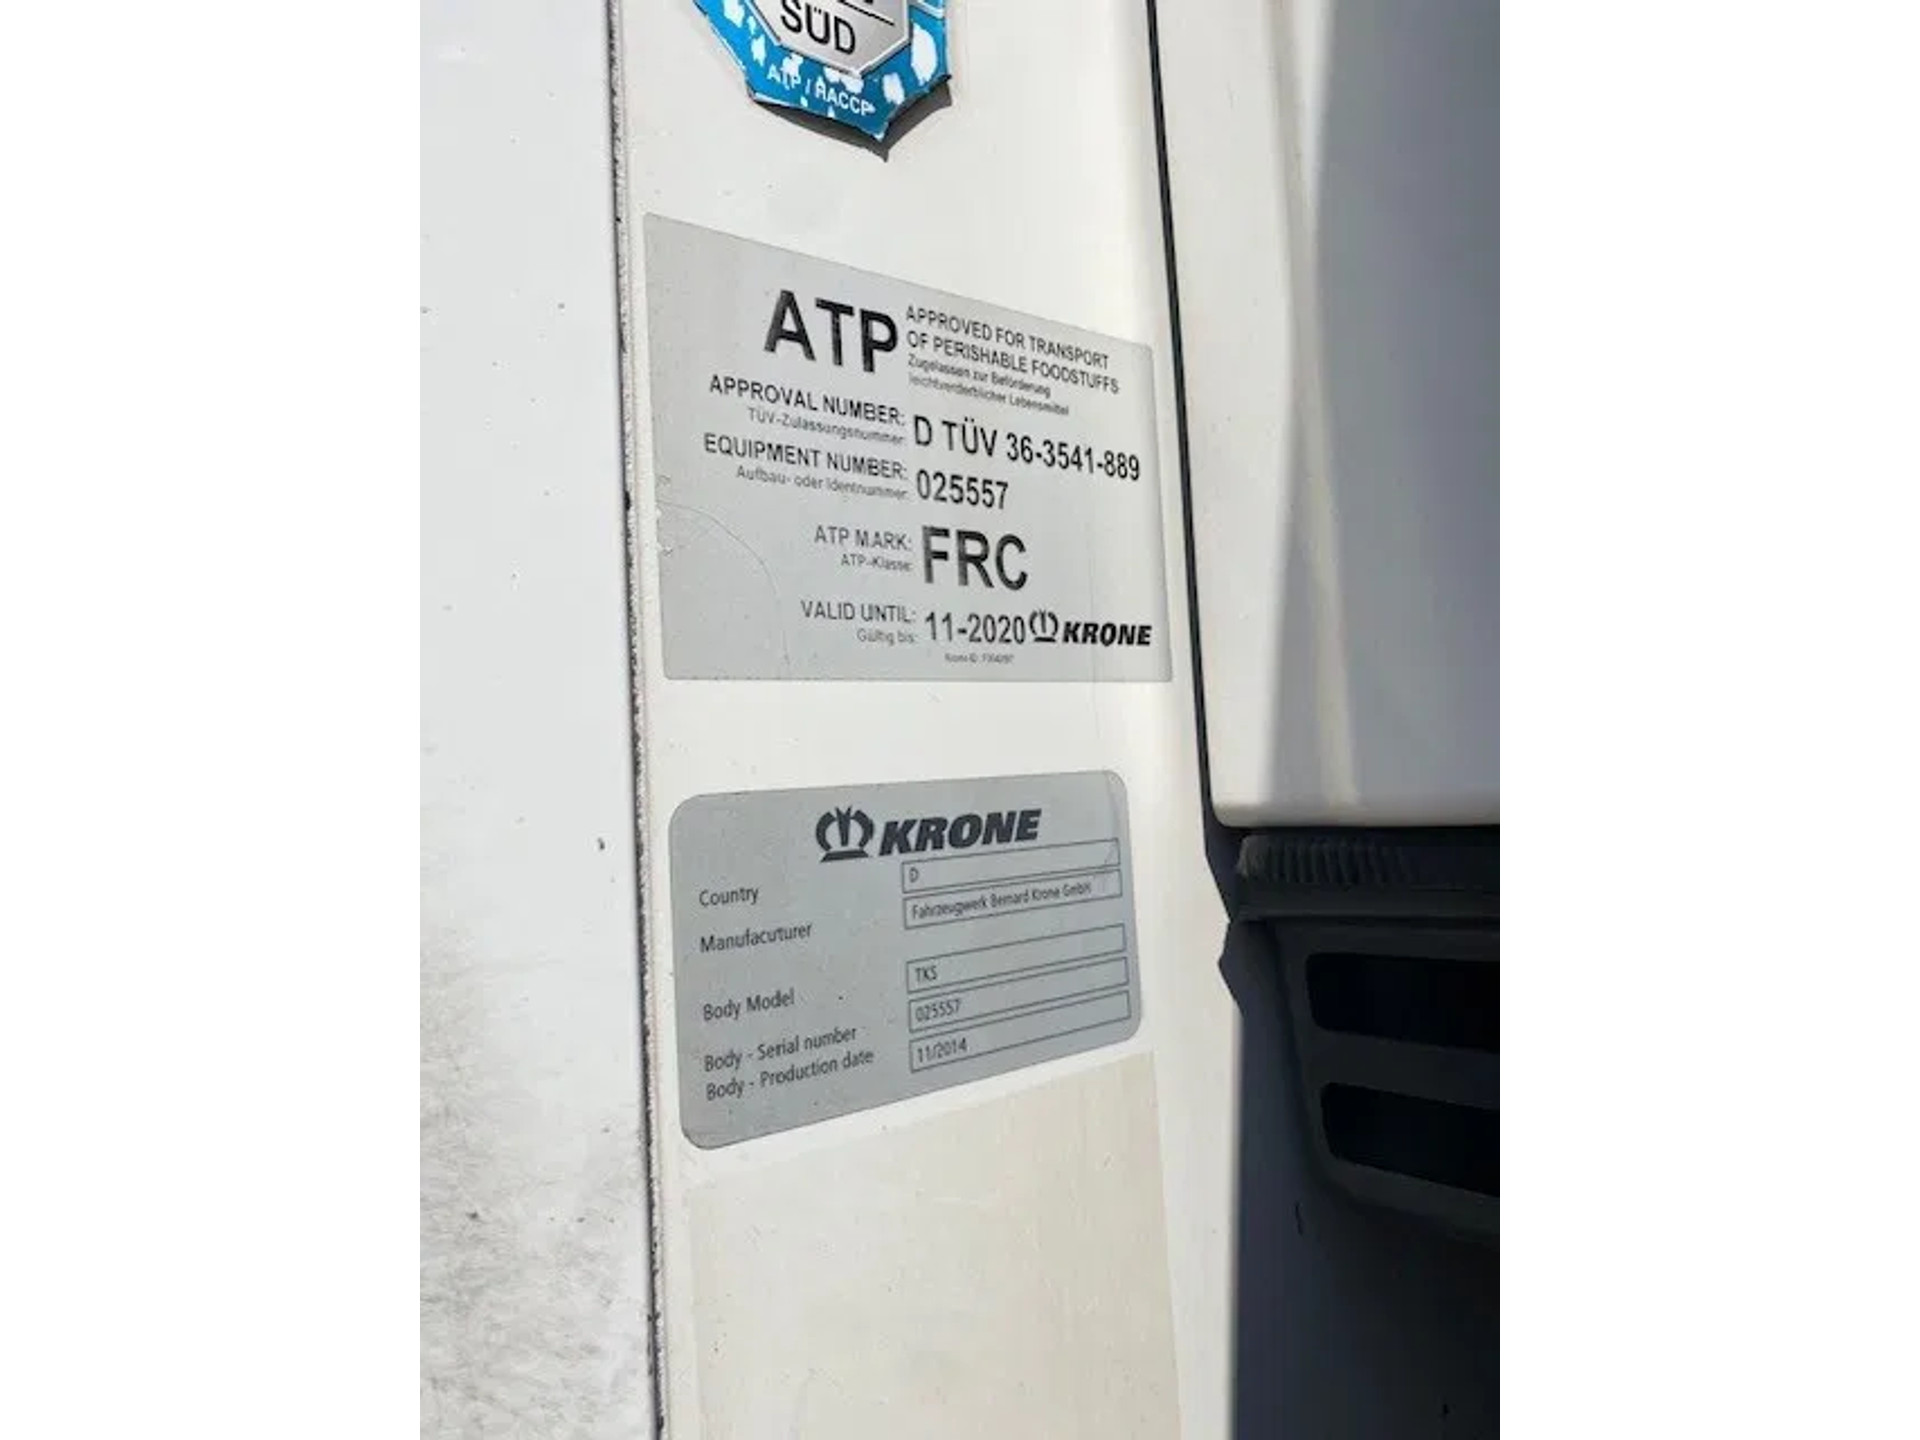 SÜD
ATP / HACCP
ATP APPROVED FOR TRANSPORT
OF PERISHABLE FOODSTUFFS
Zugelassen zur Beförderung
leichtverderblicher Lebensmittel
APPROVAL NUMBER: D TÜV 36-3541-889
TÜV-Zulassungsnummer:
EQUIPMENT NUMBER: 025557
Aufbau- oder Identnummer:
ATP MARK: FRC
ATP-Klasse:
VALID UNTIL: 11-2020 KRONE
Gültig bis:
KRONE
Country D
Manufacuturer Fahrzeugwerk Bernard Krone GmbH
Body Model TKS
Body - Serial number 025557
Body - Production date 11/2014